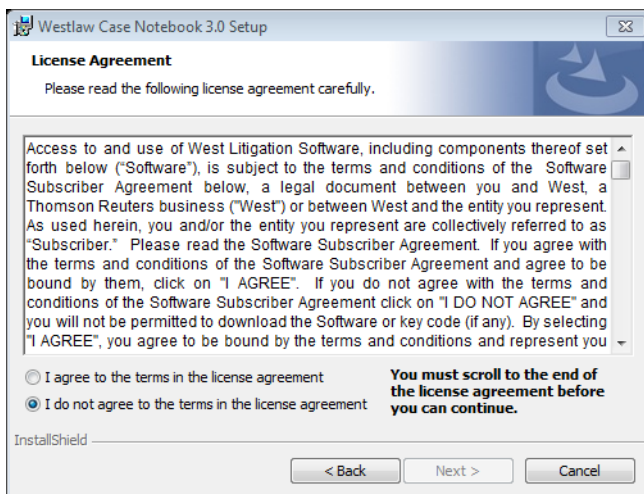 Westlaw Case Notebook 3.0 Setup
License Agreement
Please read the following license agreement carefully.
Access to and use of West Litigation Software, including components thereof set
forth below (“Software”), is subject to the terms and conditions of the Software
Subscriber Agreement below, a legal document between you and West, a
Thomson Reuters business ("West") or between West and the entity you represent.
As used herein, you and/or the entity you represent are collectively referred to as
“Subscriber.” Please read the Software Subscriber Agreement. If you agree with
the terms and conditions of the Software Subscriber Agreement and agree to be
bound by them, click on "I AGREE". If you do not agree with the terms and
conditions of the Software Subscriber Agreement click on "I DO NOT AGREE" and
you will not be permitted to download the Software or key code (if any). By selecting
"I AGREE", you agree to be bound by the terms and conditions and represent you
I agree to the terms in the license agreement
I do not agree to the terms in the license agreement
You must scroll to the end of
the license agreement before
you can continue.
InstallShield
< Back
Next >
Cancel